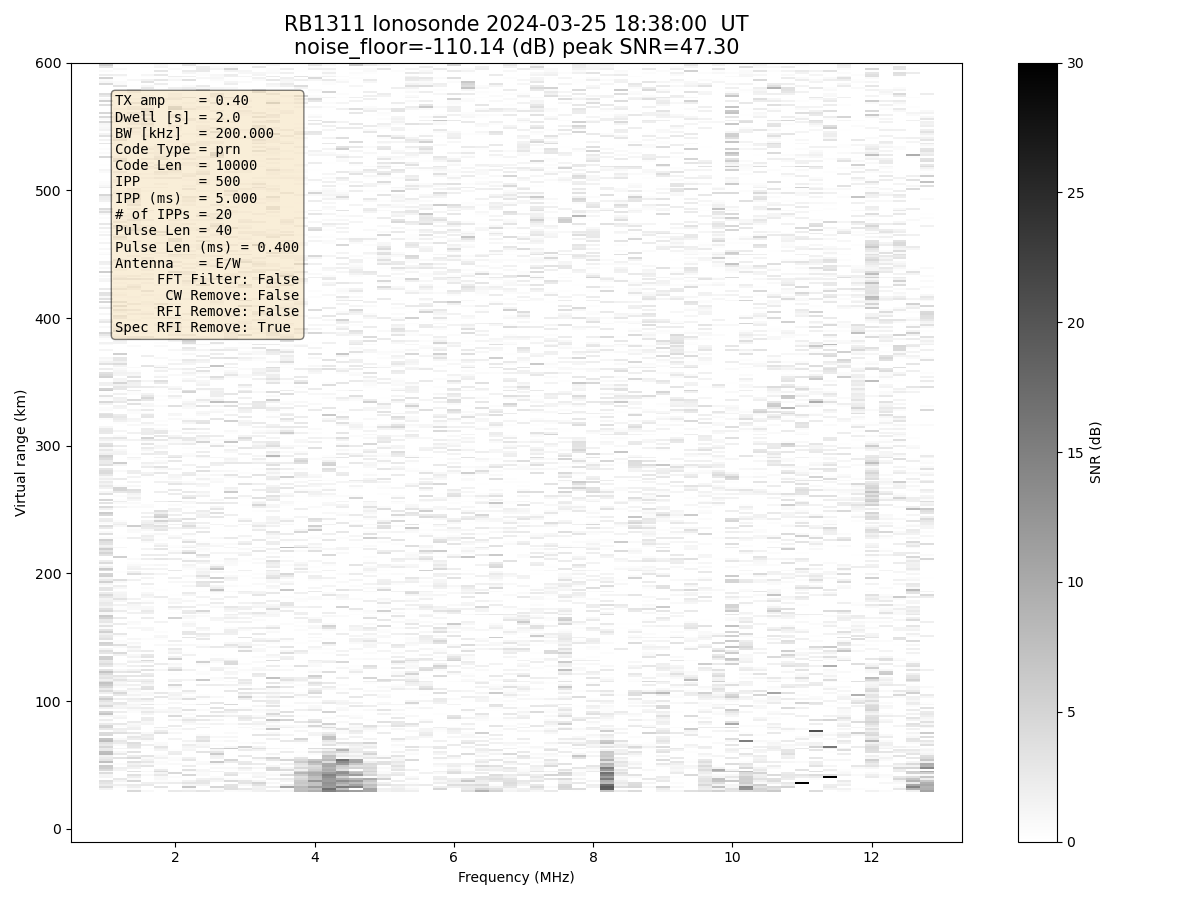 RB1311 Ionosonde 2024-03-25 18:38:00  UT
noise_floor=-110.14 (dB) peak SNR=47.30
TX amp    = 0.40
Dwell [s] = 2.0
BW [kHz]  = 200.000
Code Type = prn
Code Len  = 10000
IPP       = 500
IPP (ms)  = 5.000
# of IPPs = 20
Pulse Len = 40
Pulse Len (ms) = 0.400
Antenna   = E/W
FFT Filter: False
CW Remove: False
RFI Remove: False
Spec RFI Remove: True
600
500
400
300
200
100
0
Virtual range (km)
2
4
6
8
10
12
Frequency (MHz)
30
25
20
15
10
5
0
SNR (dB)